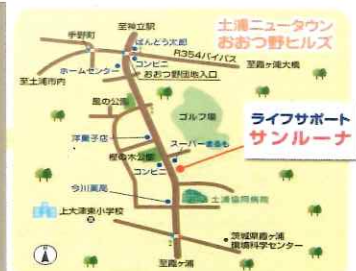 至神立駅
土浦ニュータウン
おおつ野ヒルズ
手野町
ばんどう太郎
R354バイパス
コンビニ
ホームセンター
至霞ヶ浦大橋
至土浦市内
おおつ野団地入口
風の公園
ゴルフ場
ライフサポート
サンルーナ
洋菓子店
スーパーまるも
樫の木公園
コンビニ
今川薬局
土浦協同病院
上大津東小学校
茨城県霞ヶ浦
環境科学センター
至霞ヶ浦